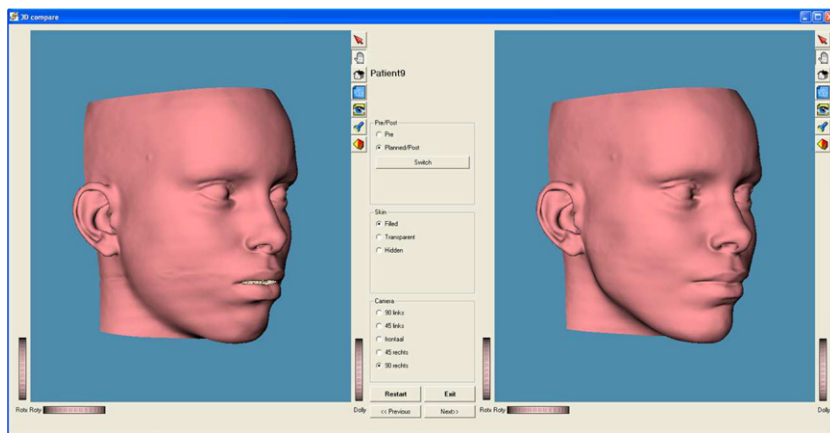 3D compare
Patient9
Pre/Post
Pre
Planned/Post
Switch
Skin
Filled
Transparent
Hidden
Camera
90 links
45 links
frontaal
45 rechts
90 rechts
Restart Exit
Rotx Roty Dolly << Previous Next>> Rotx Roty Dolly